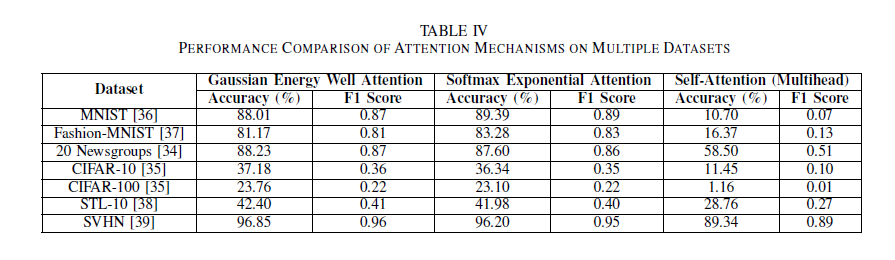 TABLE IV
PERFORMANCE COMPARISON OF ATTENTION MECHANISMS ON MULTIPLE DATASETS
Dataset Gaussian Energy Well Attention Softmax Exponential Attention Self-Attention (Multihead)
Accuracy (%) F1 Score Accuracy (%) F1 Score Accuracy (%) F1 Score
MNIST [36] 88.01 0.87 89.39 0.89 10.70 0.07
Fashion-MNIST [37] 81.17 0.81 83.28 0.83 16.37 0.13
20 Newsgroups [34] 88.23 0.87 87.60 0.86 58.50 0.51
CIFAR-10 [35] 37.18 0.36 36.34 0.35 11.45 0.10
CIFAR-100 [35] 23.76 0.22 23.10 0.22 1.16 0.01
STL-10 [38] 42.40 0.41 41.98 0.40 28.76 0.27
SVHN [39] 96.85 0.96 96.20 0.95 89.34 0.89